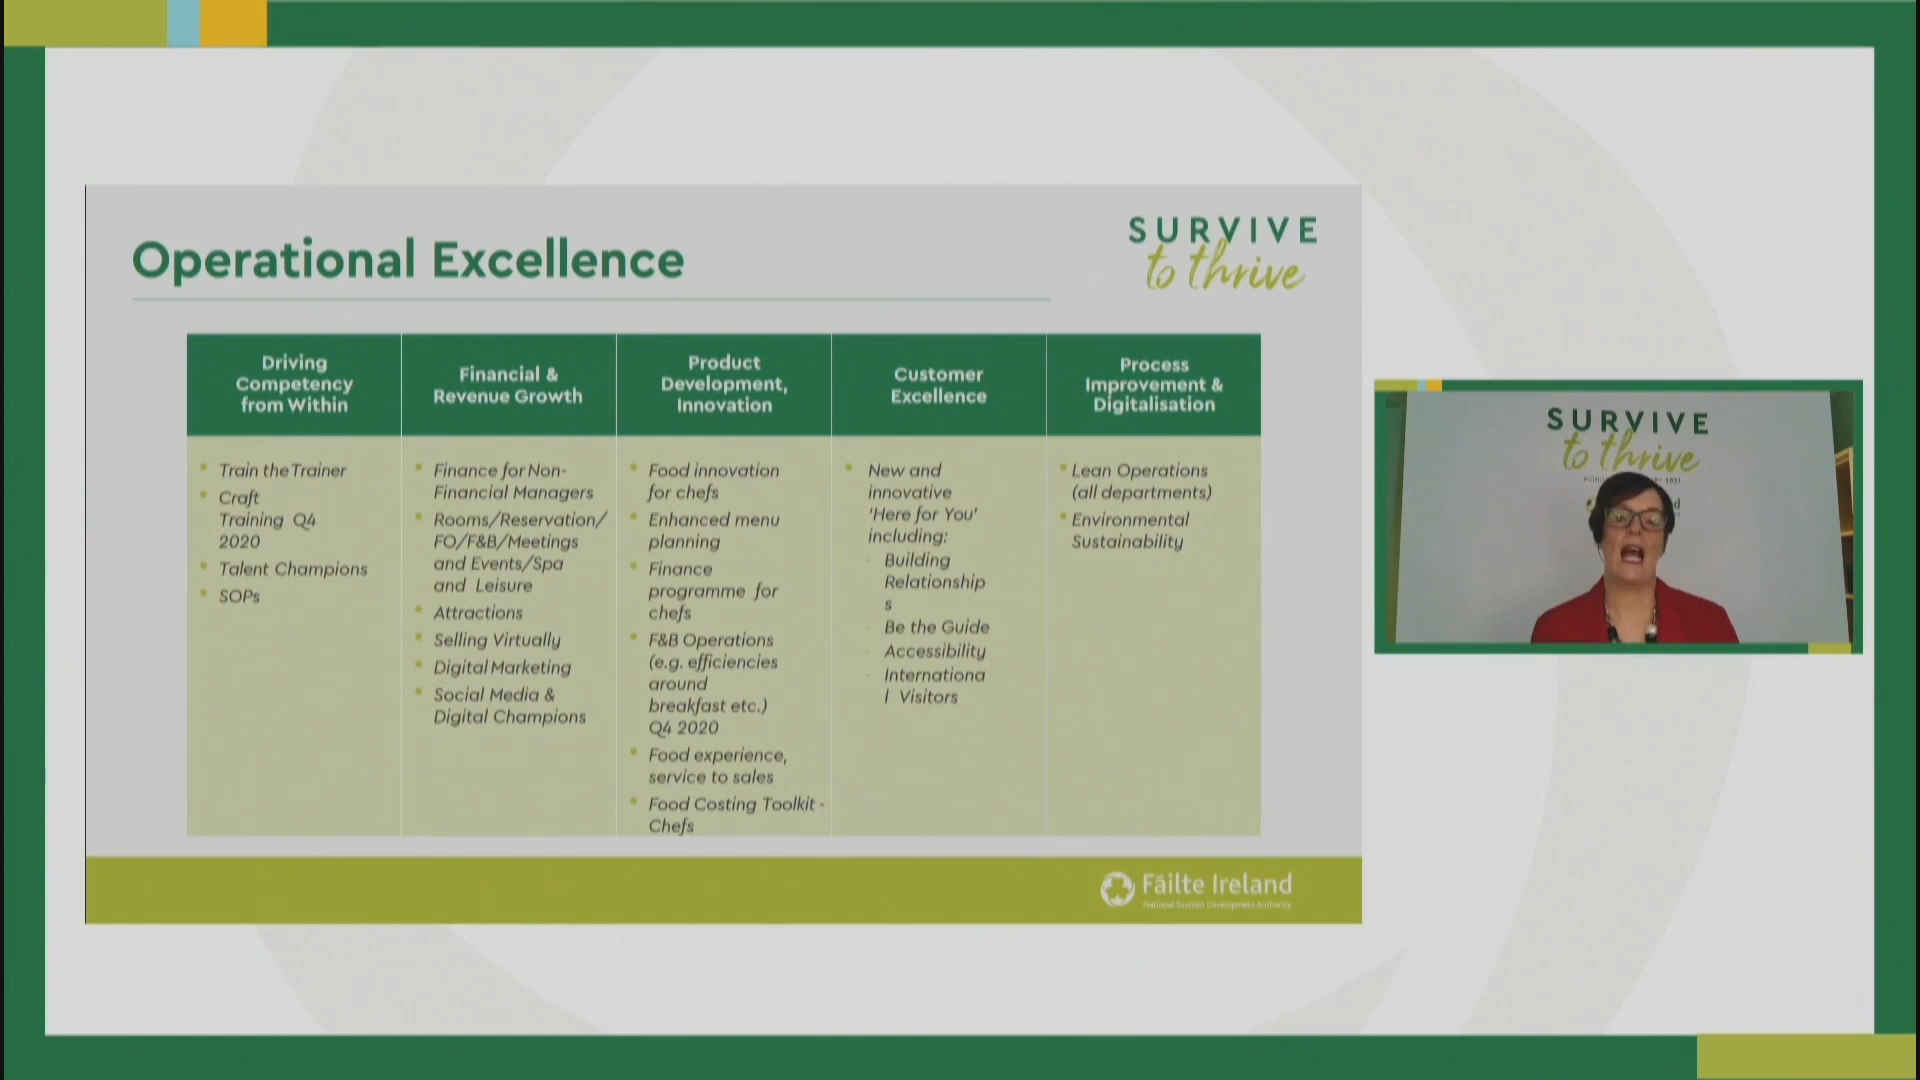 Operational Excellence
SURVIVE
to thrive
Driving
Competency
from Within
Financial &
Revenue Growth
Product
Development,
Innovation
Customer
Excellence
Process
Improvement &
Digitalisation
Train the Trainer
Craft
Training Q4
2020
Talent Champions
SOPs
Finance for Non-
Financial Managers
Rooms/Reservation/
FO/F&B/Meetings
and Events/Spa
and Leisure
Attractions
Selling Virtually
Digital Marketing
Social Media &
Digital Champions
Food innovation
for chefs
Enhanced menu
planning
Finance
programme for
chefs
F&B Operations
(e.g. efficiencies
around
breakfast etc.)
Q4 2020
Food experience,
service to sales
Food Costing Toolkit -
Chefs
New and
innovative
'Here for You'
including:
Building
Relationship
s
Be the Guide
Accessibility
Internationa
l Visitors
Lean Operations
(all departments)
Environmental
Sustainability
Fáilte Ireland
National Tourism Development Authority
SURVIVE
to thrive